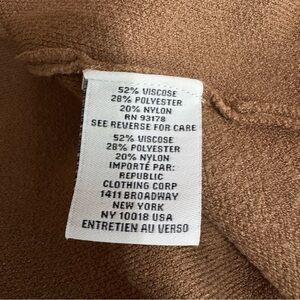 52% VISCOSE
28% POLYESTER
20% NYLON
RN 93178
SEE REVERSE FOR CARE
52% VISCOSE
28% POLYESTER
20% NYLON
IMPORTÉ PAR:
REPUBLIC
CLOTHING CORP
1411 BROADWAY
NEW YORK
NY 10018 USA
ENTRETIEN AU VERSO